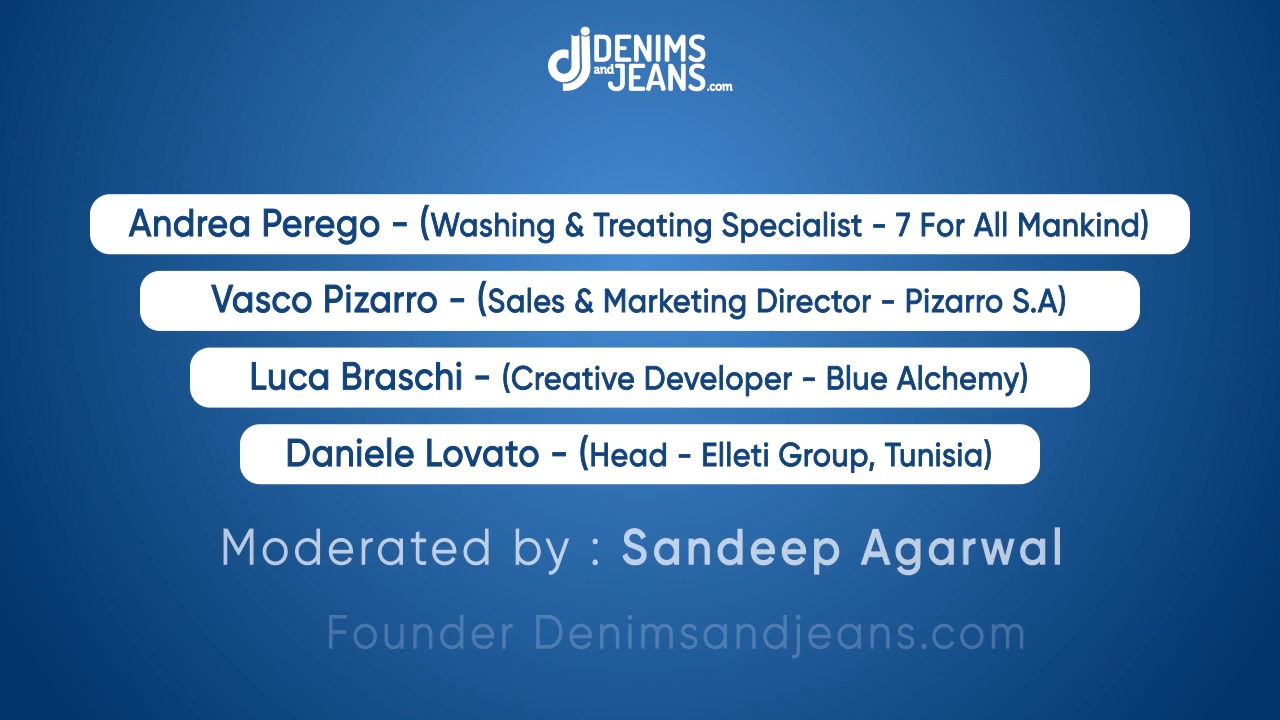 dj DENIMS
and JEANS.com
Andrea Perego - (Washing & Treating Specialist - 7 For All Mankind)
Vasco Pizarro - (Sales & Marketing Director - Pizarro S.A)
Luca Braschi - (Creative Developer - Blue Alchemy)
Daniele Lovato - (Head - Elleti Group, Tunisia)
Moderated by : Sandeep Agarwal
Founder Denimsandjeans.com